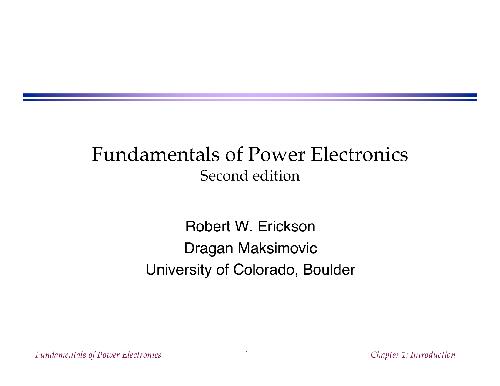 Fundamentals of Power Electronics
Second edition
Robert W. Erickson
Dragan Maksimovic
University of Colorado, Boulder
Fundamentals of Power Electronics
Chapter 1: Introduction